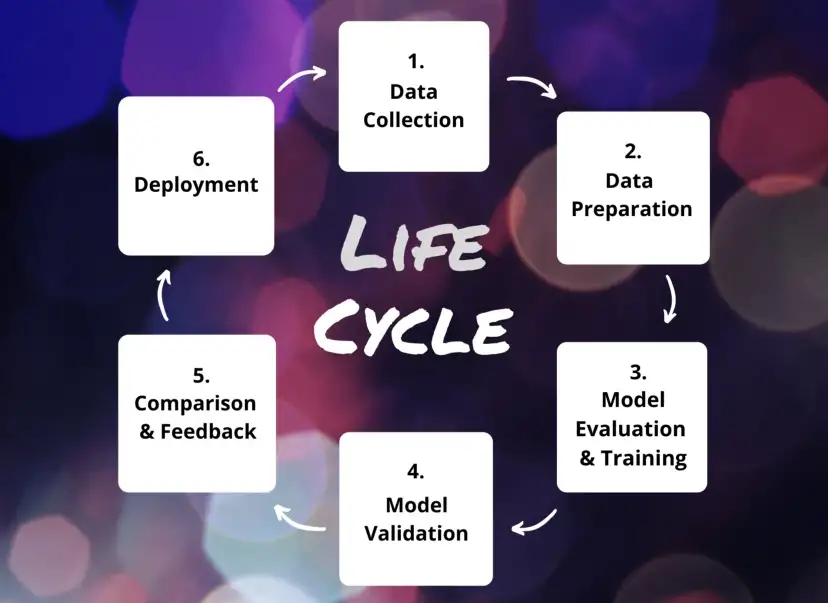 1.
Data
Collection
2.
Data
Preparation
3.
Model
Evaluation
& Training
4.
Model
Validation
5.
Comparison
& Feedback
6.
Deployment
LIFE
CYCLE